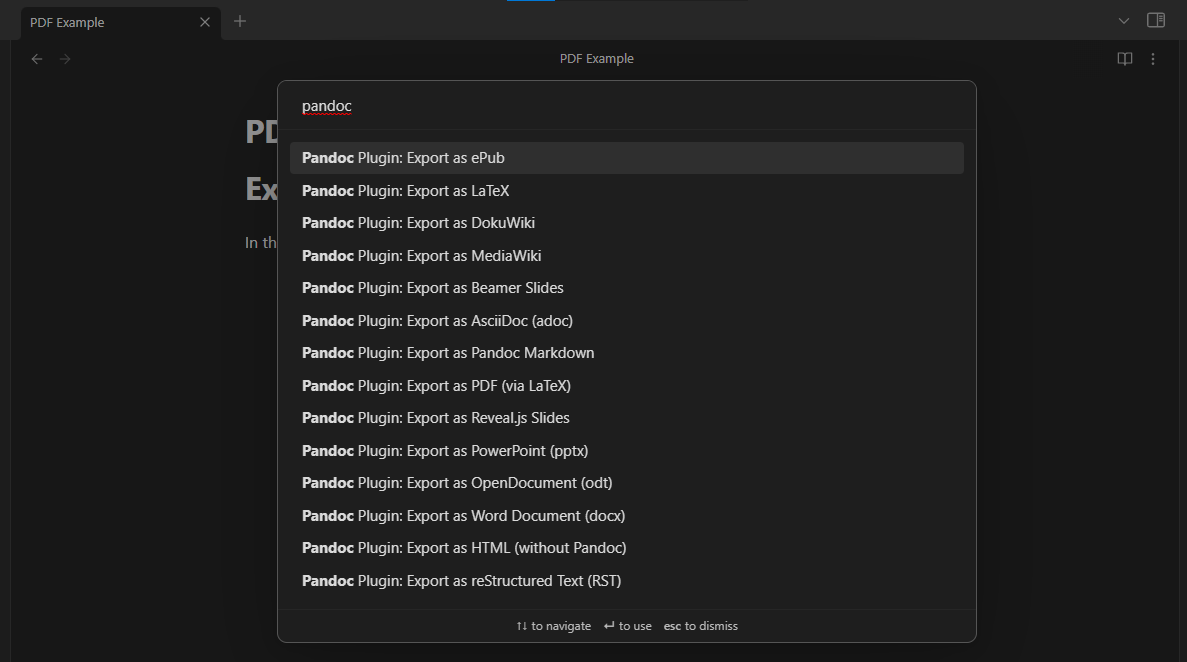 PDF Example
PDF Example
pandoc
PD
Pandoc Plugin: Export as ePub
Ex
Pandoc Plugin: Export as LaTeX
Pandoc Plugin: Export as DokuWiki
In th
Pandoc Plugin: Export as MediaWiki
Pandoc Plugin: Export as Beamer Slides
Pandoc Plugin: Export as AsciiDoc (adoc)
Pandoc Plugin: Export as Pandoc Markdown
Pandoc Plugin: Export as PDF (via LaTeX)
Pandoc Plugin: Export as Reveal.js Slides
Pandoc Plugin: Export as PowerPoint (pptx)
Pandoc Plugin: Export as OpenDocument (odt)
Pandoc Plugin: Export as Word Document (docx)
Pandoc Plugin: Export as HTML (without Pandoc)
Pandoc Plugin: Export as reStructured Text (RST)
↑↓ to navigate ↵ to use esc to dismiss